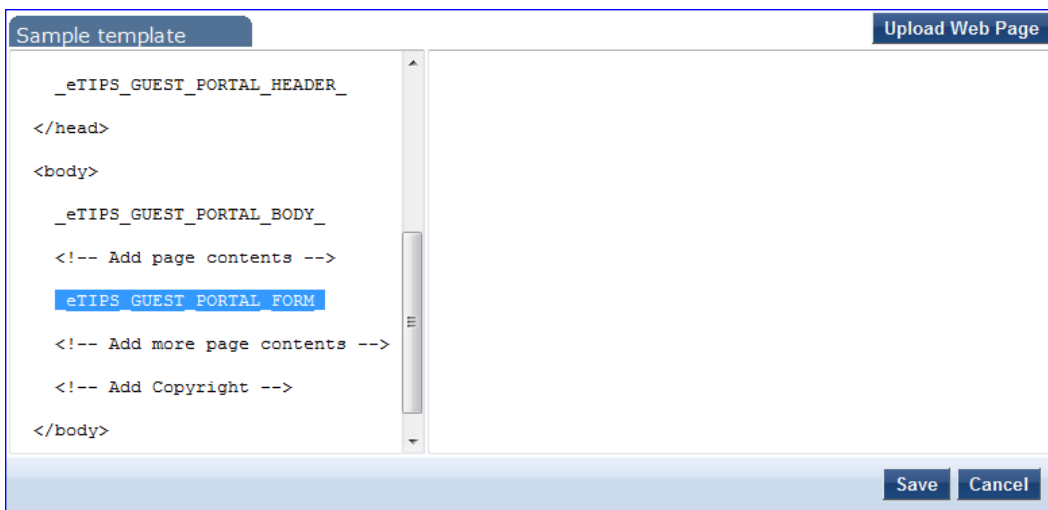 Sample template
Upload Web Page
_eTIPS_GUEST_PORTAL_HEADER_
</head>
<body>
_eTIPS_GUEST_PORTAL_BODY_
<!-- Add page contents -->
_eTIPS_GUEST_PORTAL_FORM_
<!-- Add more page contents -->
<!-- Add Copyright -->
</body>
Save Cancel